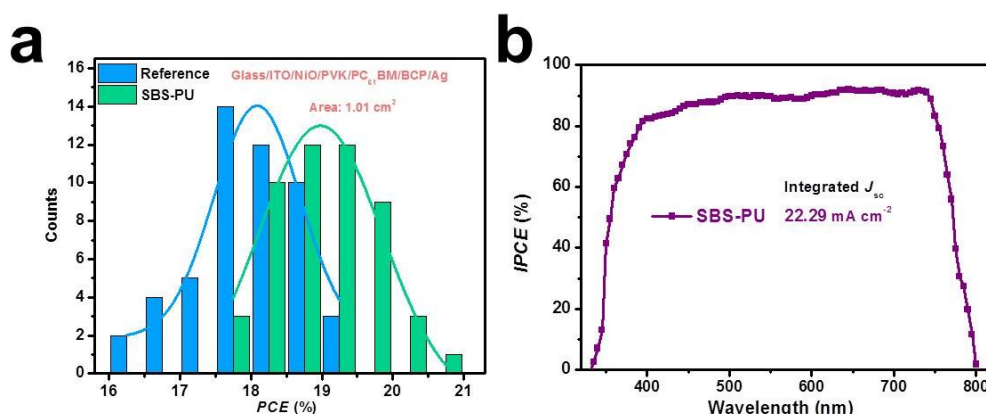 a
Reference
SBS-PU
Glass/ITO/NiO/PVK/PC₆₁BM/BCP/Ag
Area: 1.01 cm²
Counts
16
14
12
10
8
6
4
2
0
16 17 18 19 20 21
PCE (%)
b
IPCE (%)
100
80
60
40
20
0
Integrated Jsc
SBS-PU 22.29 mA cm⁻²
400 500 600 700 800
Wavelength (nm)